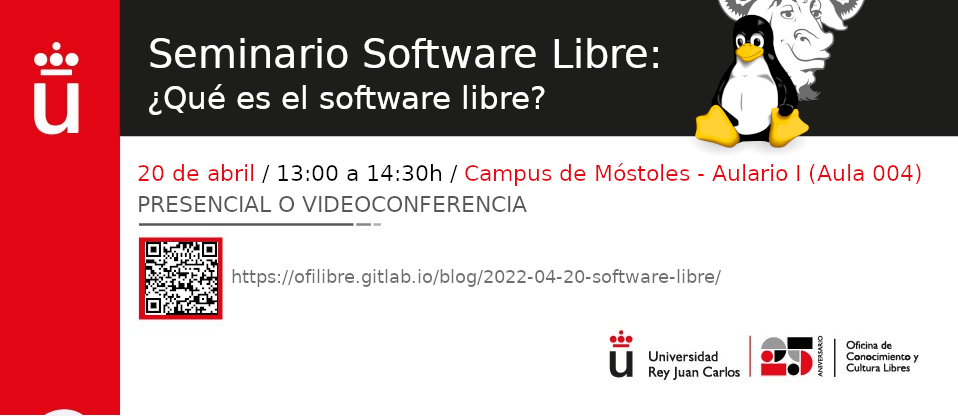 Seminario Software Libre:
¿Qué es el software libre?
20 de abril / 13:00 a 14:30h / Campus de Móstoles - Aulario I (Aula 004)
PRESENCIAL O VIDEOCONFERENCIA
https://ofilibre.gitlab.io/blog/2022-04-20-software-libre/
Universidad
Rey Juan Carlos
25
ANIVERSARIO
Oficina de
Conocimiento y
Cultura Libres